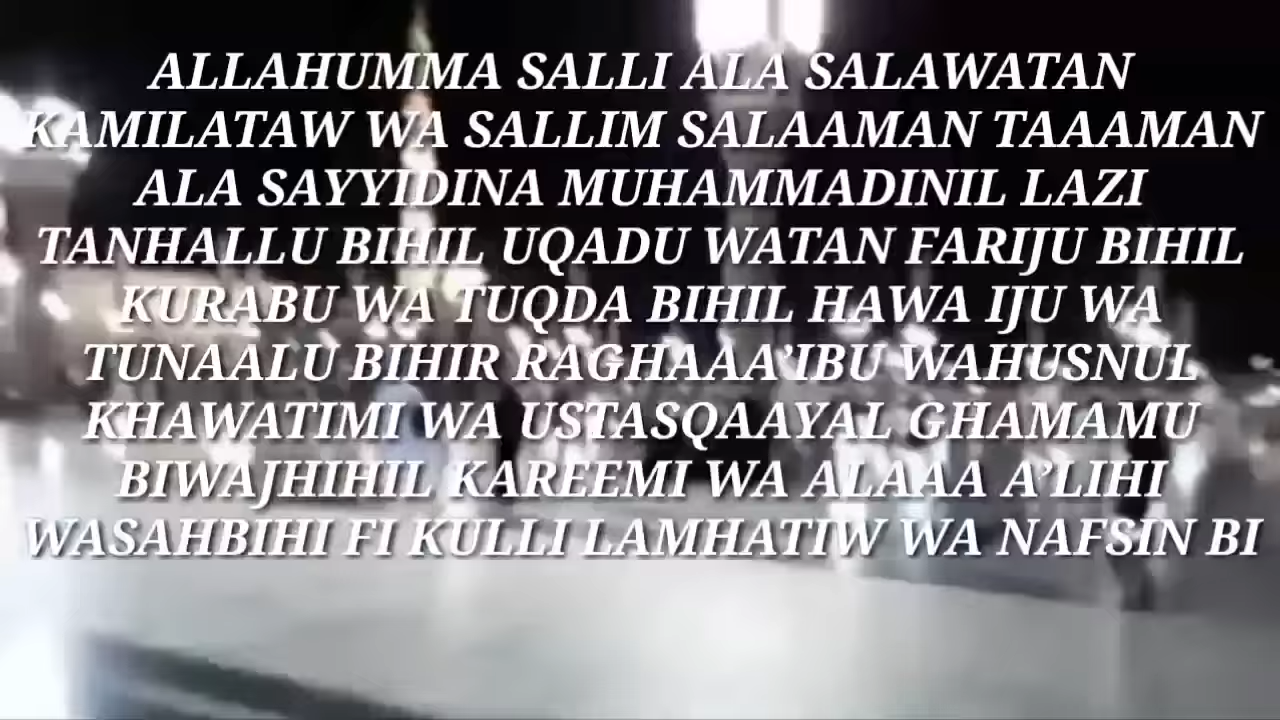 ALLAHUMMA SALLI ALA SALAWATAN
KAMILATAW WA SALLIM SALAAMAN TAAAMAN
ALA SAYYIDINA MUHAMMADINIL LAZI
TANHALLU BIHIL UQADU WATAN FARIJU BIHIL
KURABU WA TUQDA BIHIL HAWA IJU WA
TUNAALU BIHIR RAGHAAA’IBU WAHUSNUL
KHAWATIMI WA USTASQAAYAL GHAMAMU
BIWAJHIHIL KAREEMI WA ALAAA A’LIHI
WASAHBIHI FI KULLI LAMHATIW WA NAFSIN BI